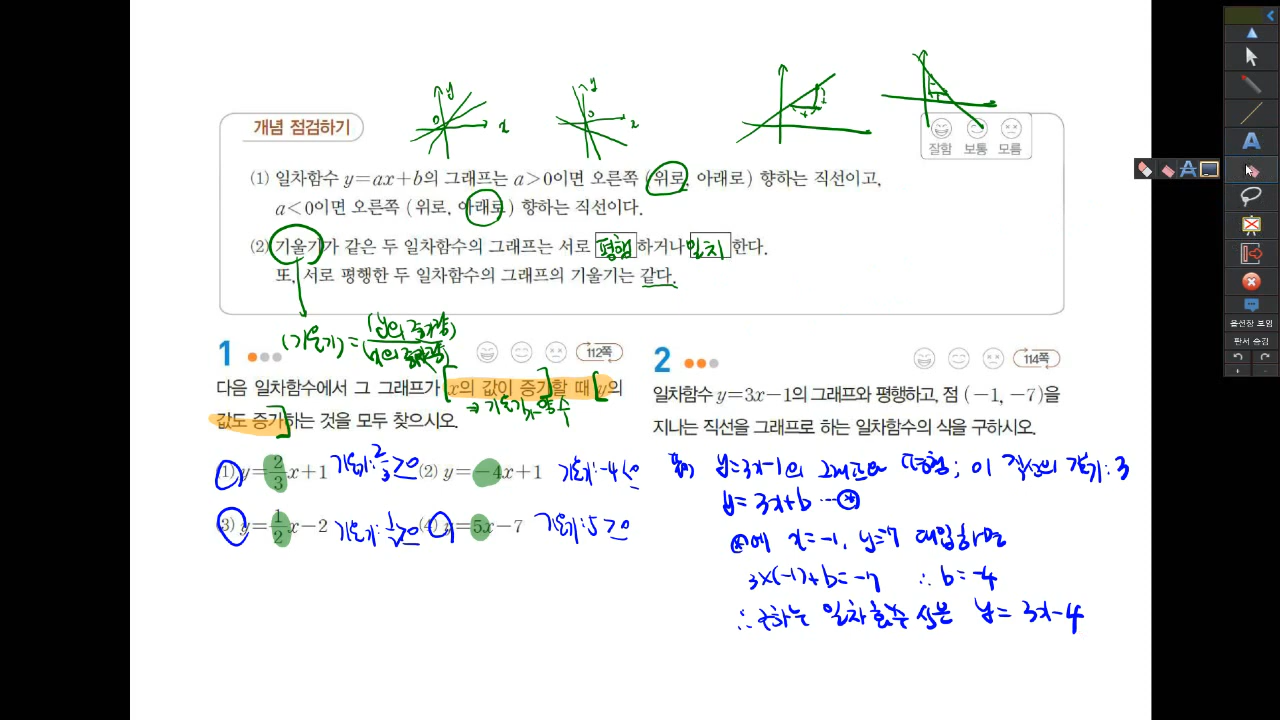 개념 점검하기
잘함 보통 모름
(1) 일차함수 y=ax+b의 그래프는 a>0이면 오른쪽 (위로, 아래로) 향하는 직선이고,
a<0이면 오른쪽 (위로, 아래로) 향하는 직선이다.
(2) 기울기가 같은 두 일차함수의 그래프는 서로 평행 하거나 일치 한다.
또, 서로 평행한 두 일차함수의 그래프의 기울기는 같다.
(기울기)=(y의 증가량)/(x의 증가량)
1
112쪽
다음 일차함수에서 그 그래프가 [x의 값이 증가할 때] [y의
⇒ 기울기가 양수
값도 증가]하는 것을 모두 찾으시오.
(1) y=2/3x+1 기울기:2/3>0 (2) y=-4x+1 기울기:-4<0
(3) y=1/2x-2 기울기:1/2>0 (4) y=5x-7 기울기:5>0
2
114쪽
일차함수 y=3x-1의 그래프와 평행하고, 점 (-1, -7)을
지나는 직선을 그래프로 하는 일차함수의 식을 구하시오.
y=3x-1의 그래프와 평행; 이 직선의 기울기:3
y=3x+b
에 x=-1, y=-7 대입하면
3×(-1)+b=-7 ∴ b=-4
∴ 구하는 일차함수 식은 y=3x-4
옵션창 보임
판서 숨김